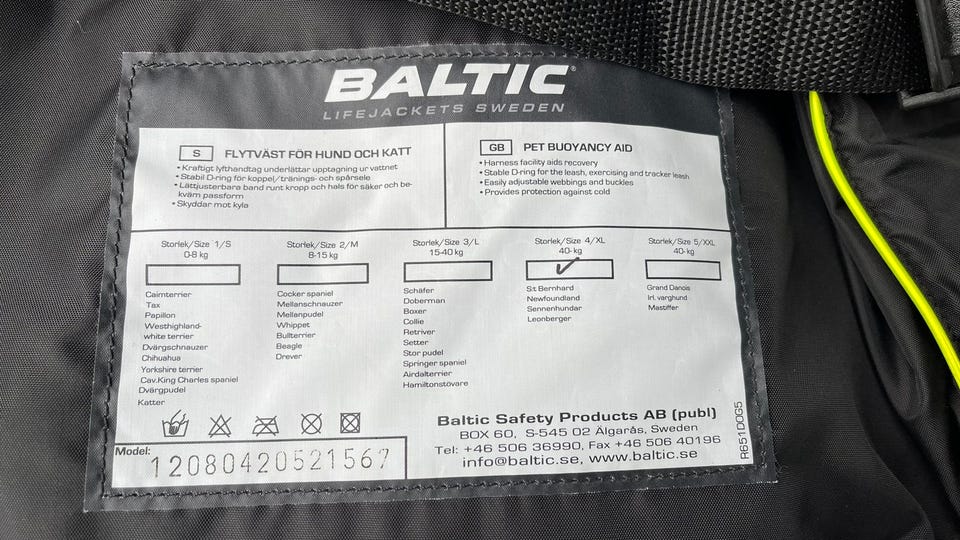 BALTIC®
LIFEJACKETS SWEDEN
S FLYTVÄST FÖR HUND OCH KATT
• Kraftigt lyfthandtag underlättar upptagning ur vattnet
• Stabil D-ring för koppel/tränings- och spårsele
• Lättjusterbara band runt kropp och hals för säker och be-
kväm passform
• Skyddar mot kyla
GB PET BUOYANCY AID
• Harness facility aids recovery
• Stable D-ring for the leash, exercising and tracker leash
• Easily adjustable webbings and buckles
• Provides protection against cold
Storlek/Size 1/S
0-8 kg
Cairnterrier
Tax
Papillon
Westhighland-
white terrier
Dvärgschnauzer
Chihuahua
Yorkshire terrier
Cav.King Charles spaniel
Dvärgpudel
Katter
Storlek/Size 2/M
8-15 kg
Cocker spaniel
Mellanschnauzer
Mellanpudel
Whippet
Bullterrier
Beagle
Drever
Storlek/Size 3/L
15-40 kg
Schäfer
Doberman
Boxer
Collie
Retriver
Setter
Stor pudel
Springer spaniel
Airdalterrier
Hamiltonstövare
Storlek/Size 4/XL
40- kg
S:t Bernhard
Newfoundland
Sennenhundar
Leonberger
Storlek/Size 5/XXL
40- kg
Grand Danois
Irl. varghund
Mastiffer
Baltic Safety Products AB (publ)
BOX 60, S-545 02 Älgarås, Sweden
Tel: +46 506 36990, Fax +46 506 40196
info@baltic.se, www.baltic.se
Model:
12080420521567
R6510OG5